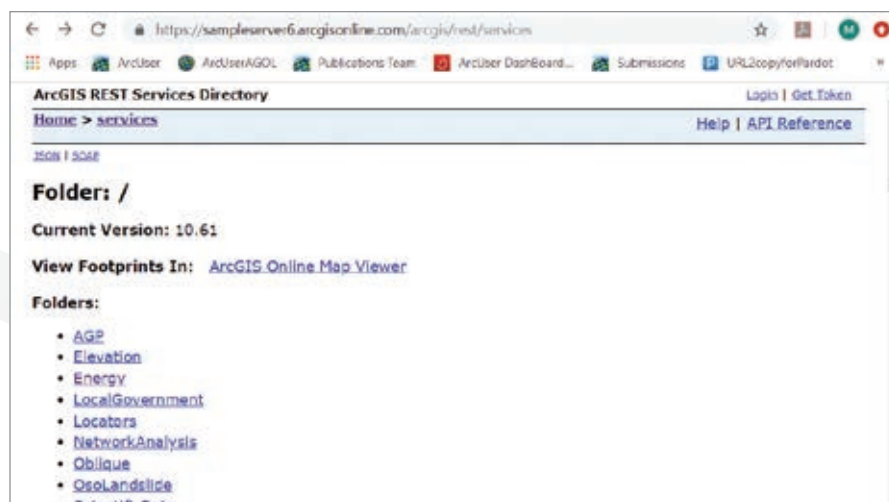 https://sampleserver6.arcgisonline.com/arcgis/rest/services
Apps ArcUser ArcUserAGOL Publications Team ArcUser DashBoard... Submissions URL2copyforPardot »
ArcGIS REST Services Directory Login | Get Token
Home > services Help | API Reference
JSON | SOAP
Folder: /
Current Version: 10.61
View Footprints In: ArcGIS Online Map Viewer
Folders:
• AGP
• Elevation
• Energy
• LocalGovernment
• Locators
• NetworkAnalysis
• Oblique
• OsoLandslide